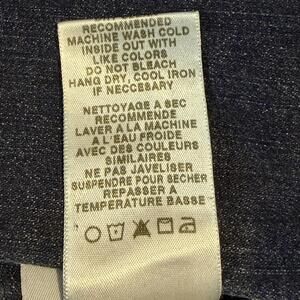 RECOMMENDED
MACHINE WASH COLD
INSIDE OUT WITH
LIKE COLORS
DO NOT BLEACH
HANG DRY, COOL IRON
IF NECCESARY
NETTOYAGE A SEC
RECOMMENDE
LAVER A LA MACHINE
A L'EAU FROIDE
AVEC DES COULEURS
SIMILAIRES
NE PAS JAVELISER
SUSPENDRE POUR SECHER
REPASSER A
TEMPERATURE BASSE